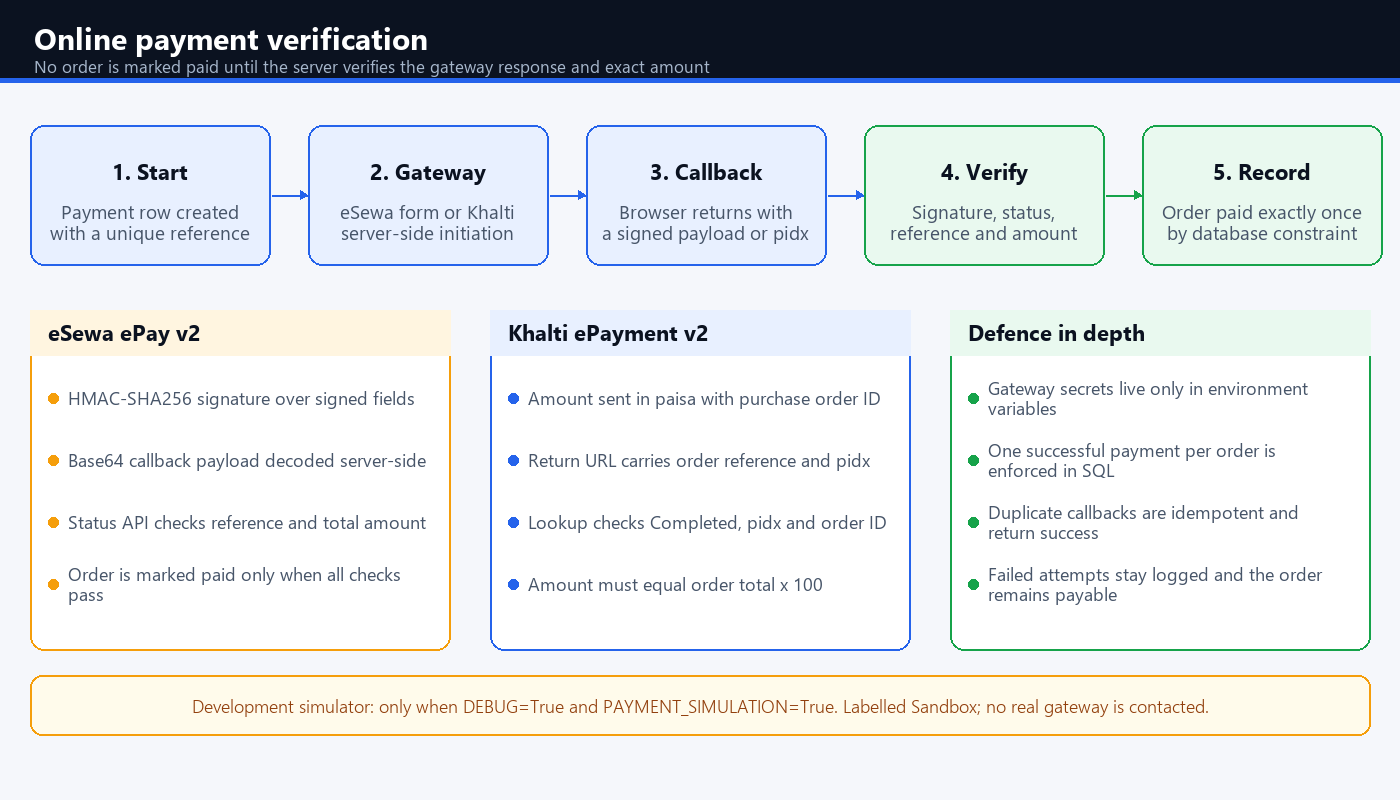 Online payment verification
No order is marked paid until the server verifies the gateway response and exact amount
1. Start
Payment row created
with a unique reference
2. Gateway
eSewa form or Khalti
server-side initiation
3. Callback
Browser returns with
a signed payload or pidx
4. Verify
Signature, status,
reference and amount
5. Record
Order paid exactly once
by database constraint
eSewa ePay v2
HMAC-SHA256 signature over signed fields
Base64 callback payload decoded server-side
Status API checks reference and total amount
Order is marked paid only when all checks
pass
Khalti ePayment v2
Amount sent in paisa with purchase order ID
Return URL carries order reference and pidx
Lookup checks Completed, pidx and order ID
Amount must equal order total x 100
Defence in depth
Gateway secrets live only in environment
variables
One successful payment per order is
enforced in SQL
Duplicate callbacks are idempotent and
return success
Failed attempts stay logged and the order
remains payable
Development simulator: only when DEBUG=True and PAYMENT_SIMULATION=True. Labelled Sandbox; no real gateway is contacted.